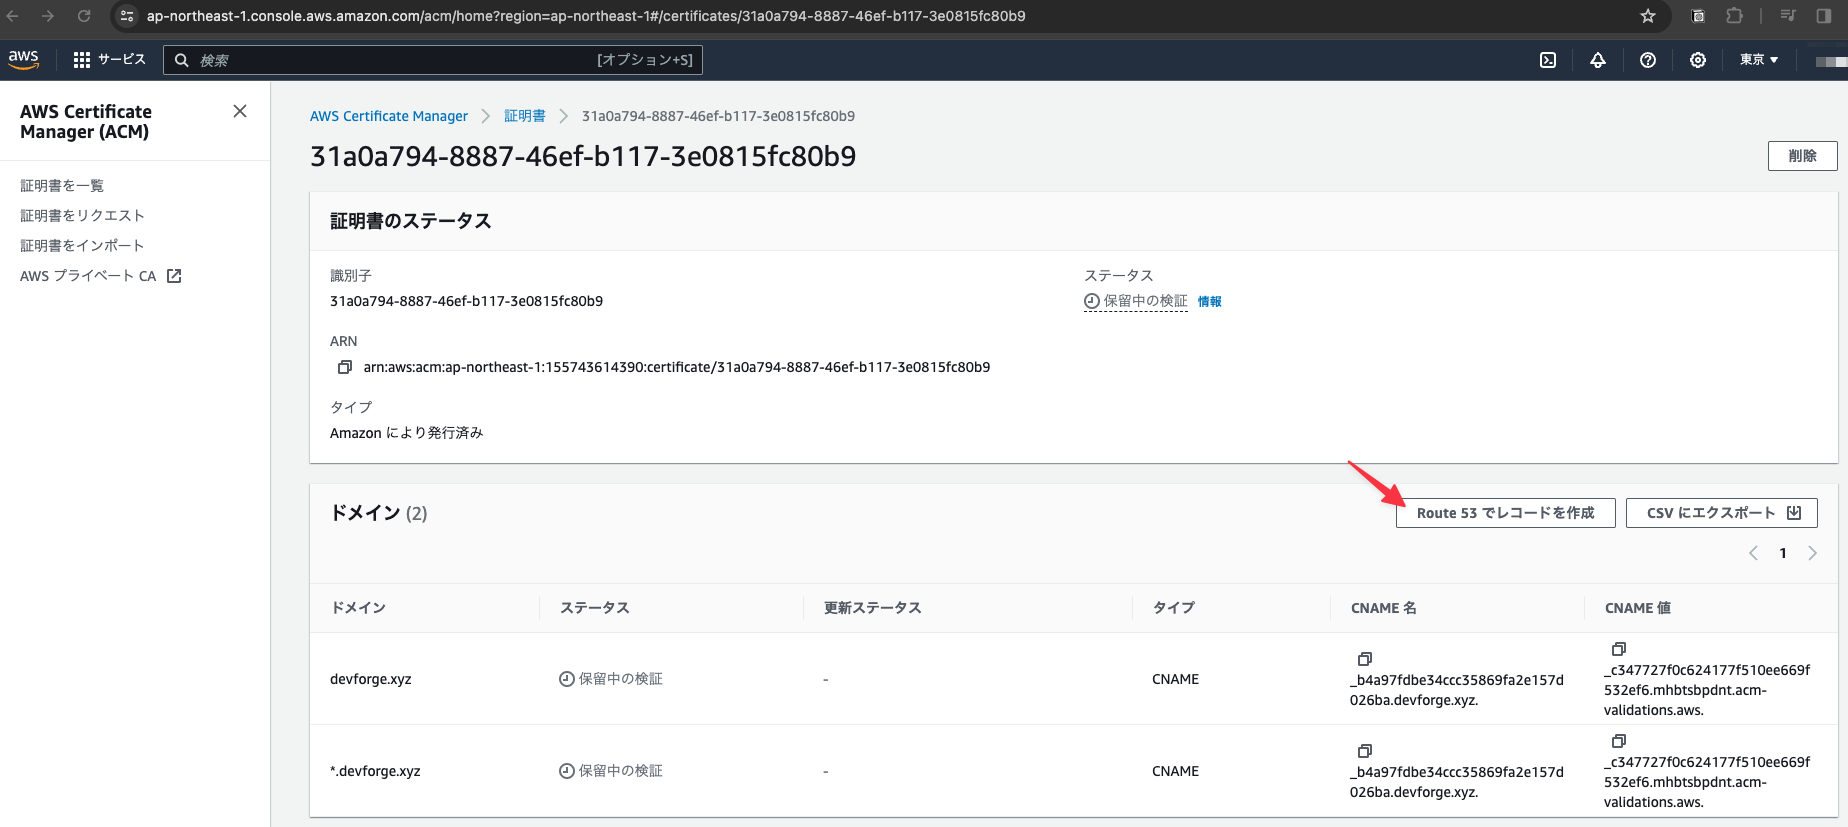 ap-northeast-1.console.aws.amazon.com/acm/home?region=ap-northeast-1#/certificates/31a0a794-8887-46ef-b117-3e0815fc80b9
aws サービス 検索 [オプション+S] 東京
AWS Certificate
Manager (ACM)
証明書を一覧
証明書をリクエスト
証明書をインポート
AWS プライベート CA
AWS Certificate Manager 証明書 31a0a794-8887-46ef-b117-3e0815fc80b9
31a0a794-8887-46ef-b117-3e0815fc80b9
削除
証明書のステータス
識別子
31a0a794-8887-46ef-b117-3e0815fc80b9
ステータス
保留中の検証 情報
ARN
arn:aws:acm:ap-northeast-1:155743614390:certificate/31a0a794-8887-46ef-b117-3e0815fc80b9
タイプ
Amazon により発行済み
ドメイン (2)
Route 53 でレコードを作成
CSV にエクスポート
1
ドメイン ステータス 更新ステータス タイプ CNAME 名 CNAME 値
devforge.xyz 保留中の検証 - CNAME
_b4a97fdbe34ccc35869fa2e157d
026ba.devforge.xyz.
_c347727f0c624177f510ee669f
532ef6.mhbtsbpdnt.acm-
validations.aws.
*.devforge.xyz 保留中の検証 - CNAME
_b4a97fdbe34ccc35869fa2e157d
026ba.devforge.xyz.
_c347727f0c624177f510ee669f
532ef6.mhbtsbpdnt.acm-
validations.aws.